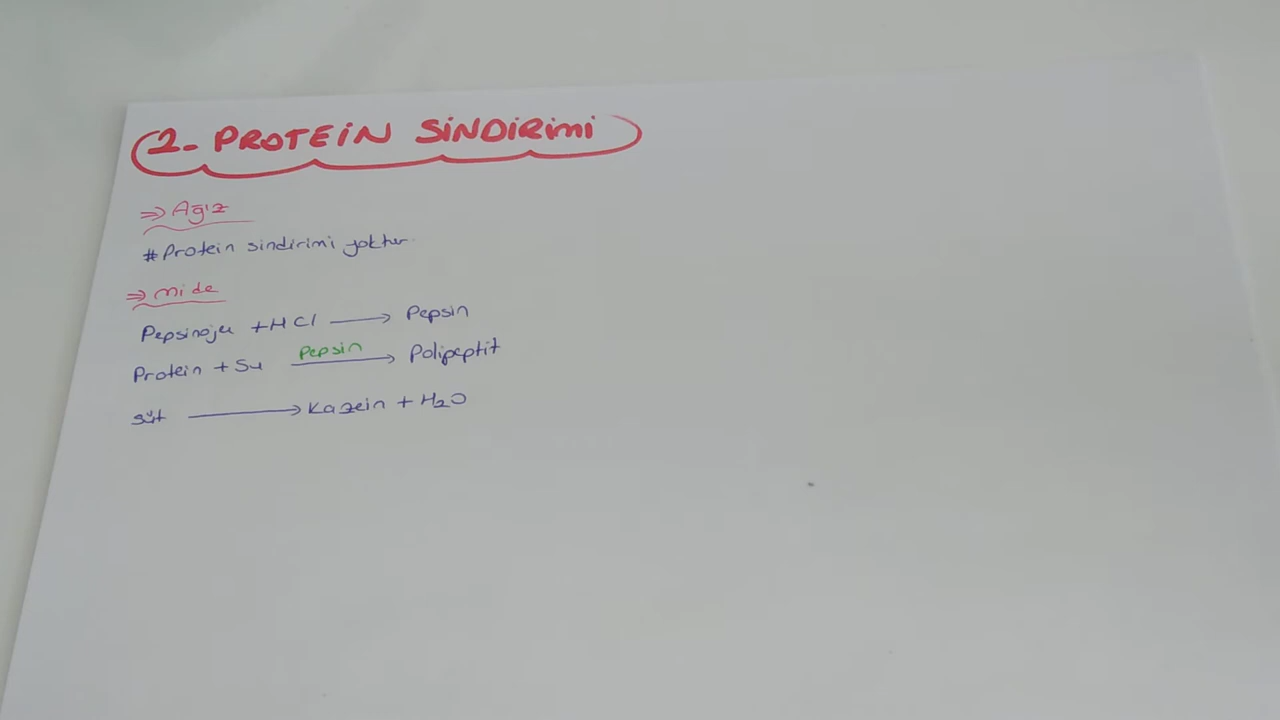 2- PROTEİN SİNDİRİMİ
⇒ Ağız
# Protein sindirimi yoktur.
⇒ mide
Pepsinojen + HCl → Pepsin
Protein + Su Pepsin → Polipeptit
süt → Kazein + H₂O